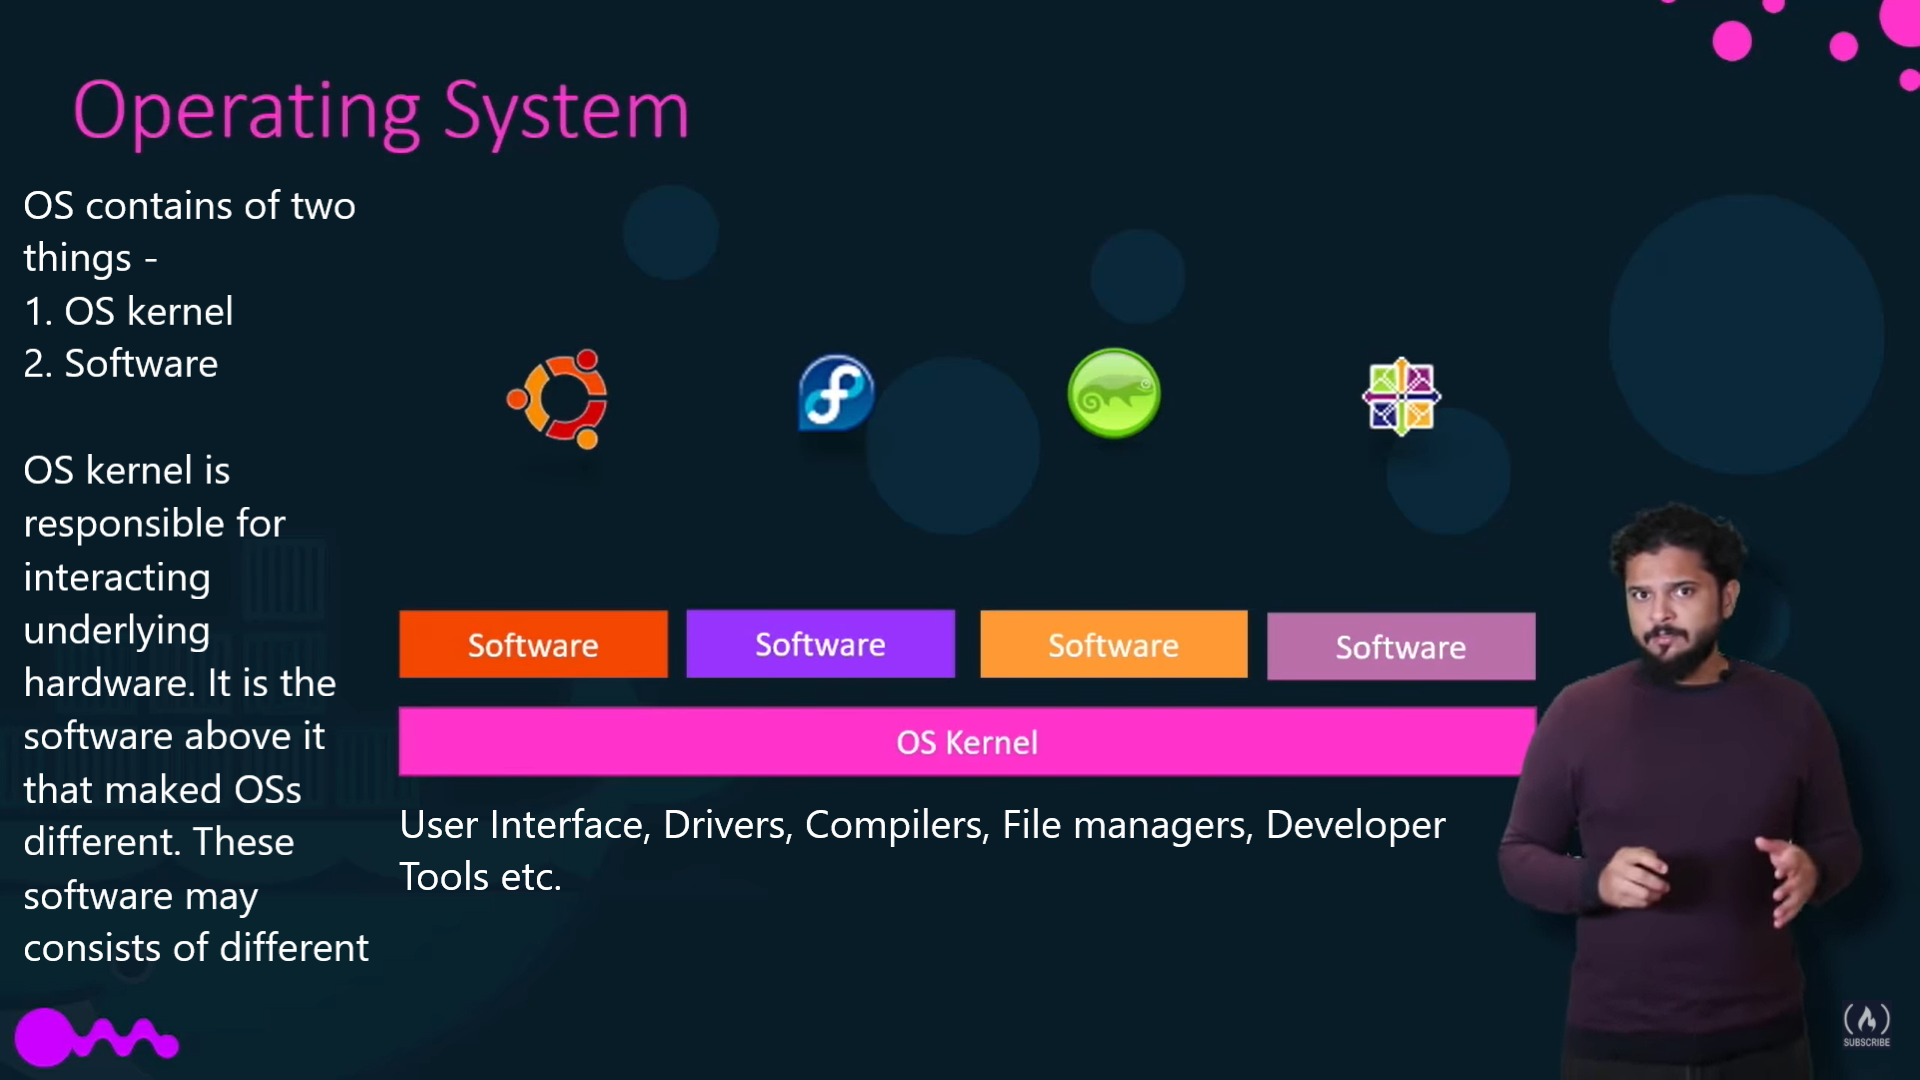 Operating System
OS contains of two
things -
1. OS kernel
2. Software
OS kernel is
responsible for
interacting
underlying
hardware. It is the
software above it
that maked OSs
different. These
software may
consists of different
Software
Software
Software
Software
OS Kernel
User Interface, Drivers, Compilers, File managers, Developer
Tools etc.
SUBSCRIBE